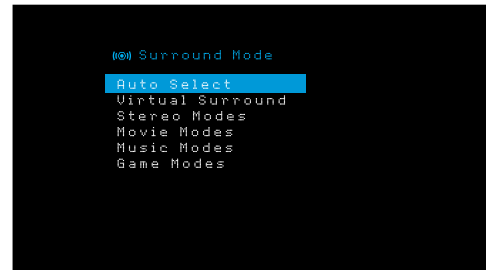 Surround Mode
Auto Select
Virtual Surround
Stereo Modes
Movie Modes
Music Modes
Game Modes